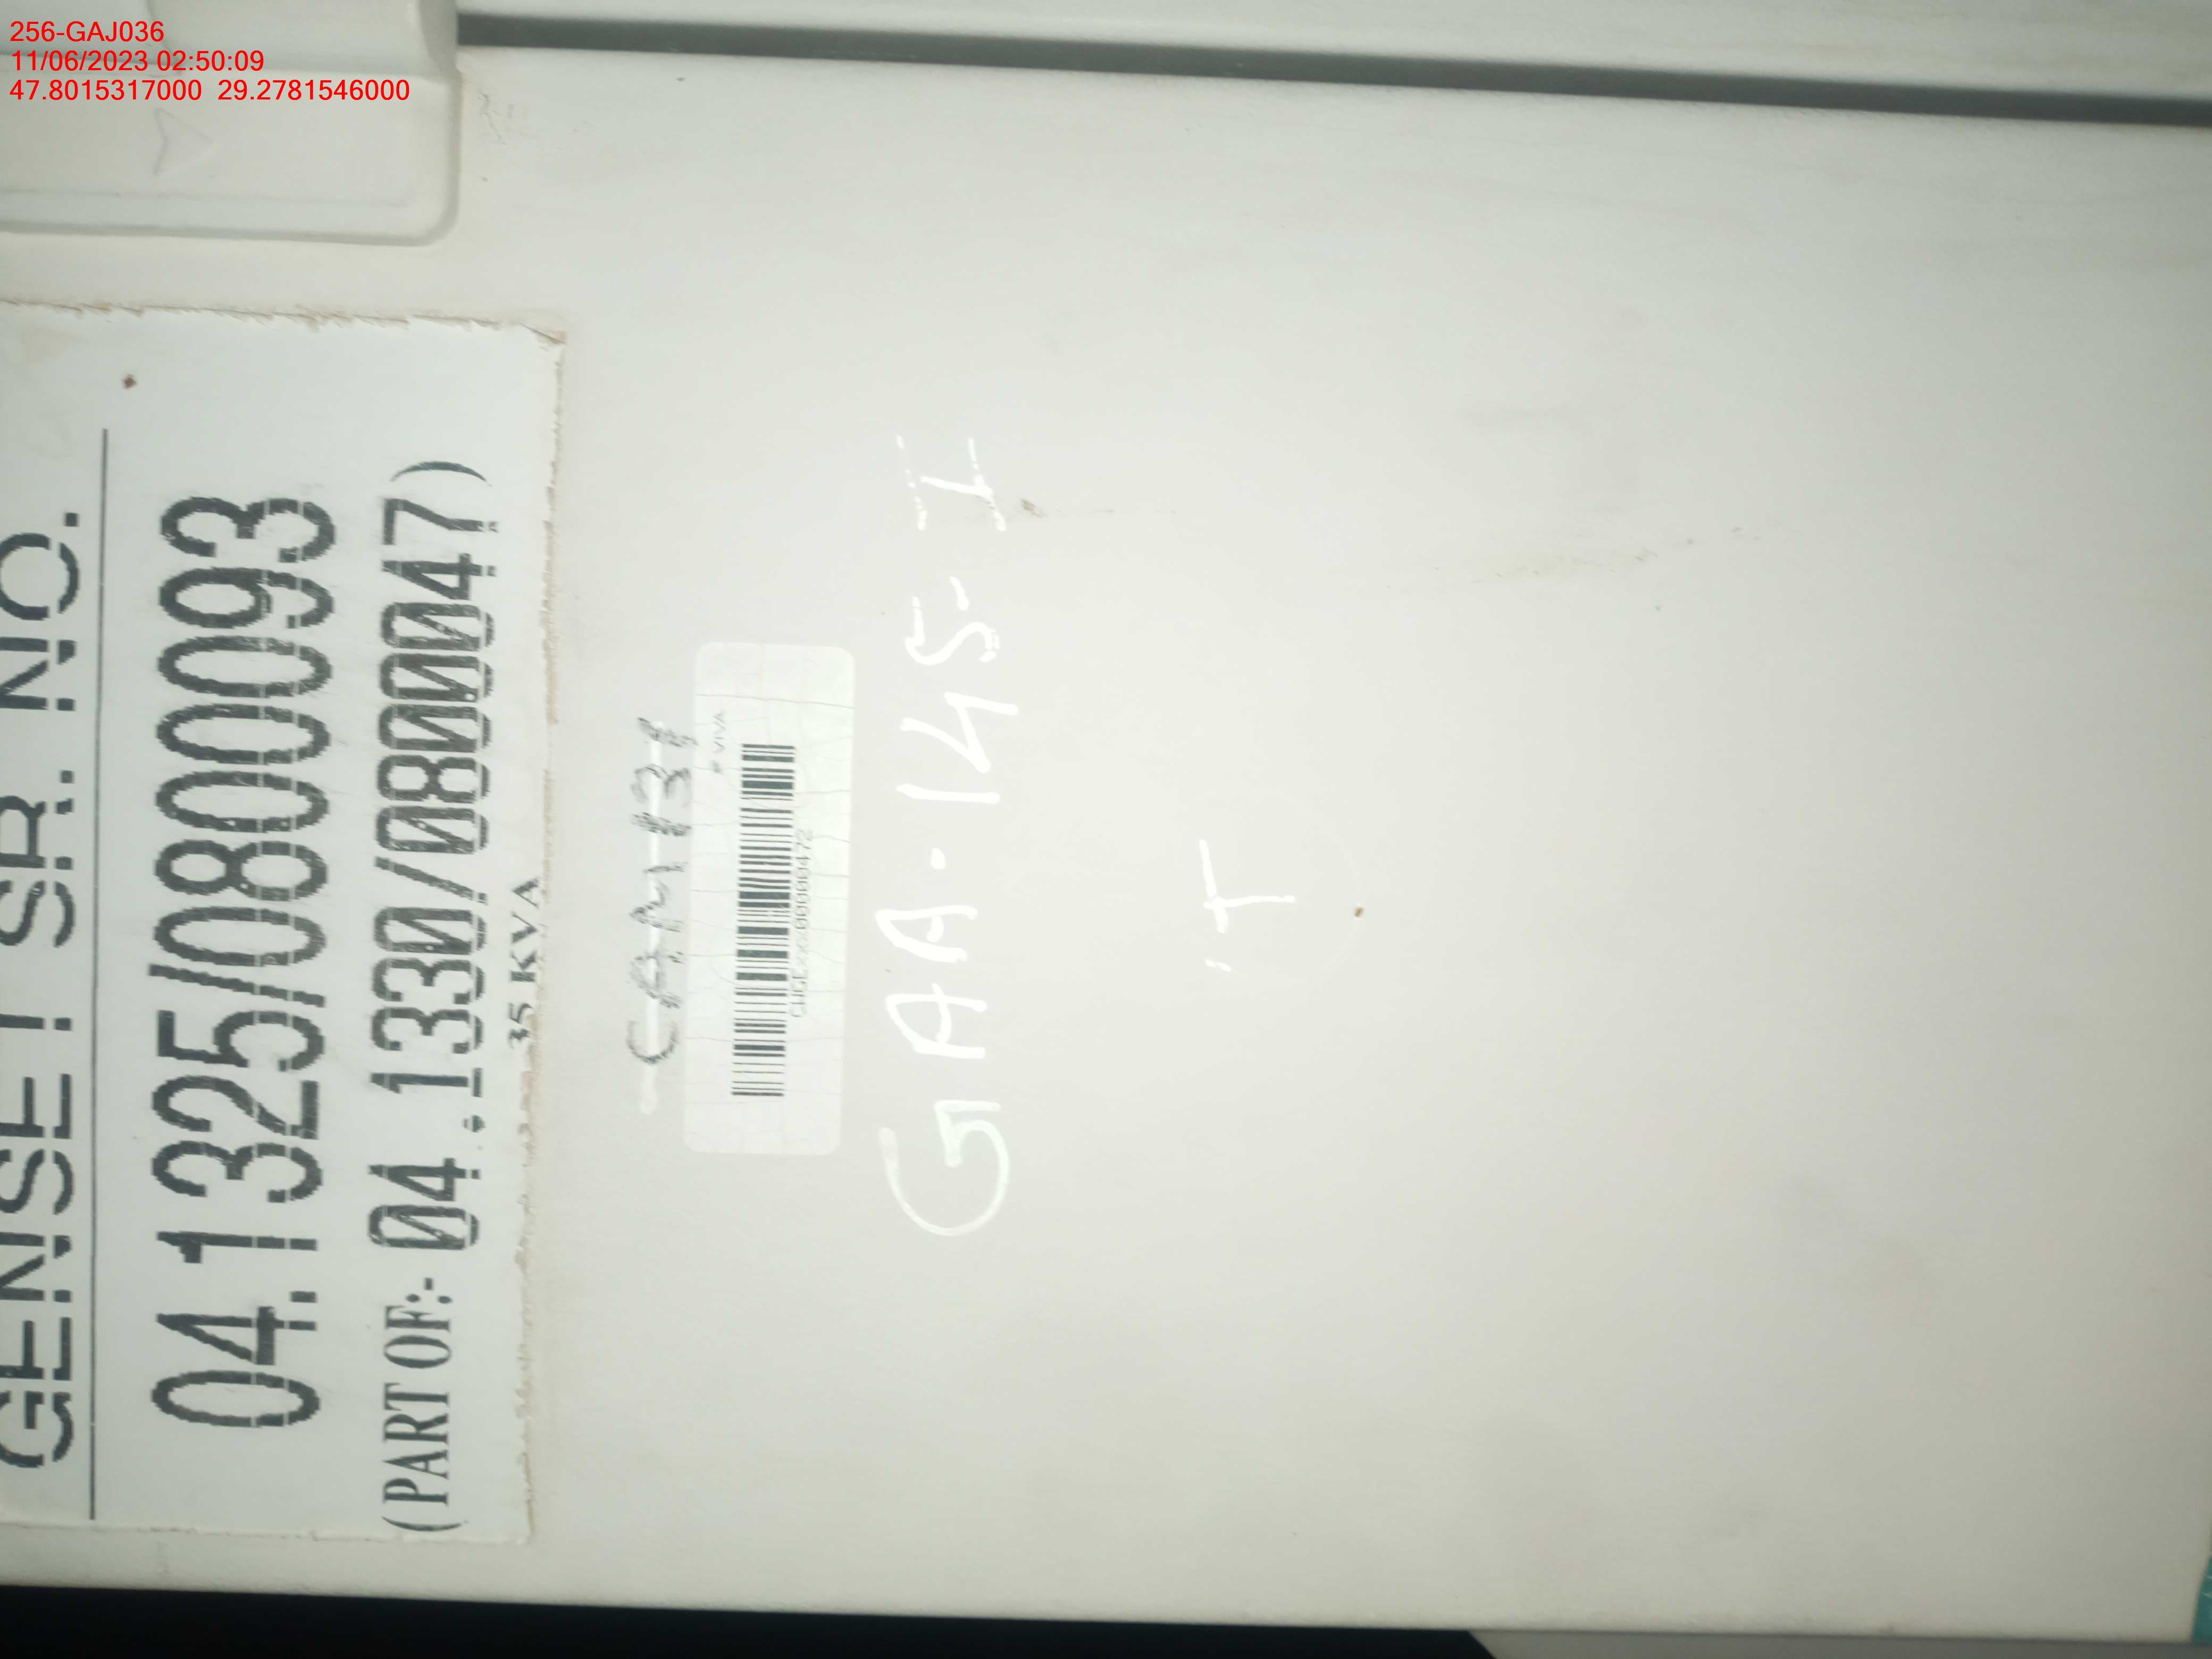 256-GAJ036
11/06/2023 02:50:09
47.8015317000 29.2781546000
GENSET SR. NO.
04.1325/0800093
(PART OF:- 04.:1330/0800047)
35 KVA
VIVA
GAA-145-I